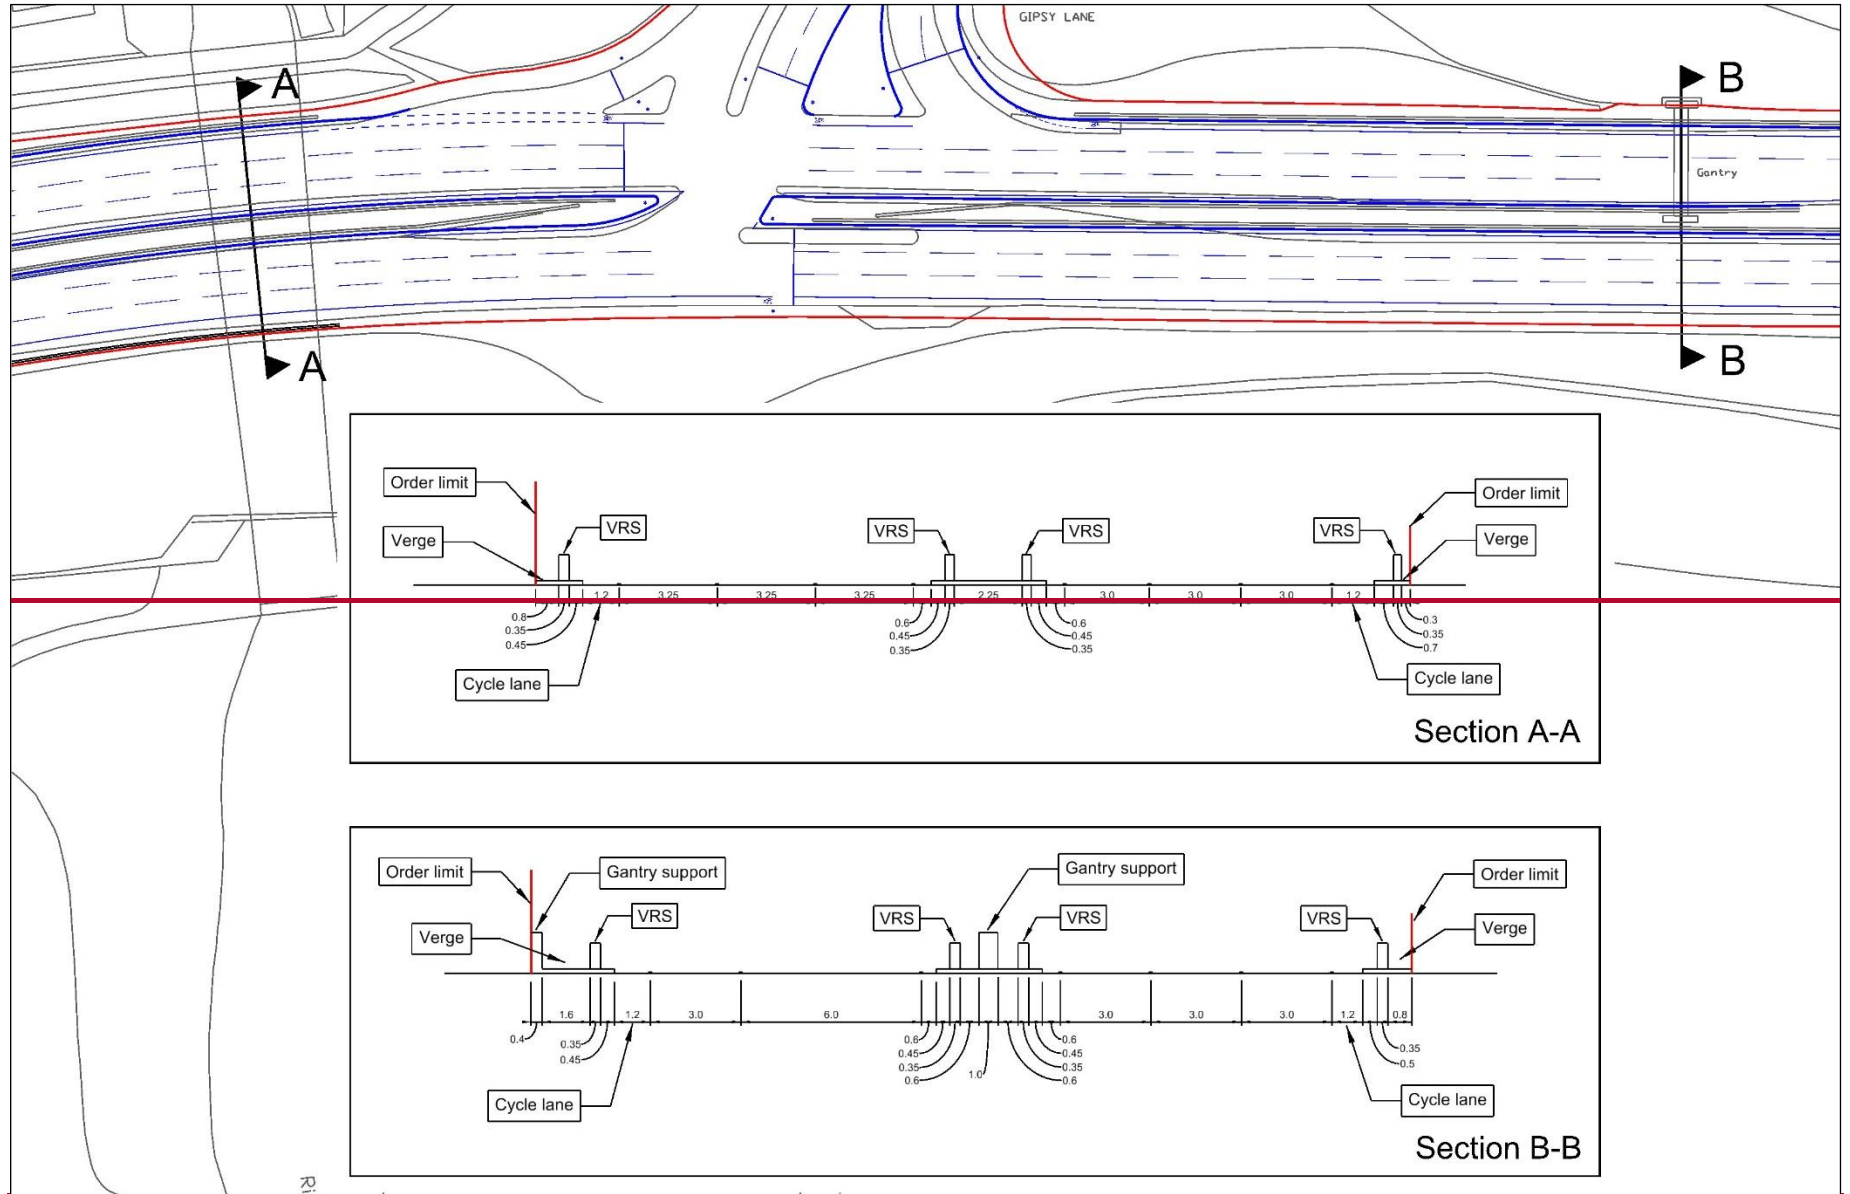 GIPSY LANE
A
B
Gantry
A
B
Order limit
Order limit
VRS
VRS
VRS
VRS
Verge
Verge
1.2
3.25
3.25
3.25
2.25
3.0
3.0
3.0
1.2
0.8
0.35
0.45
0.6
0.45
0.35
0.6
0.45
0.35
0.3
0.35
0.7
Cycle lane
Cycle lane
Section A-A
Order limit
Gantry support
Gantry support
Order limit
VRS
VRS
VRS
VRS
Verge
Verge
1.6
1.2
3.0
6.0
3.0
3.0
3.0
1.2
0.8
0.4
0.35
0.45
0.6
0.45
0.35
0.6
1.0
0.6
0.45
0.35
0.6
0.35
0.5
Cycle lane
Cycle lane
Section B-B
Ri